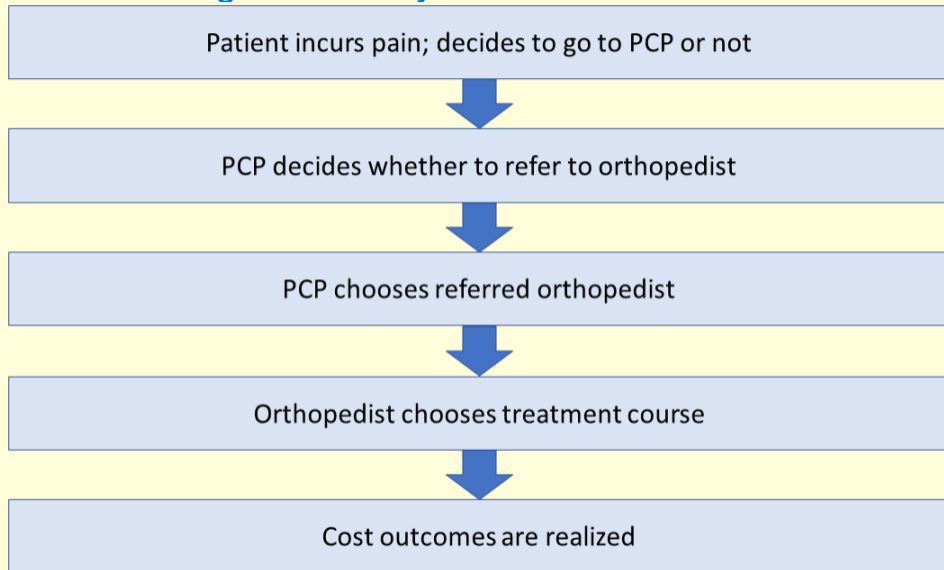 Patient incurs pain; decides to go to PCP or not
PCP decides whether to refer to orthopedist
PCP chooses referred orthopedist
Orthopedist chooses treatment course
Cost outcomes are realized